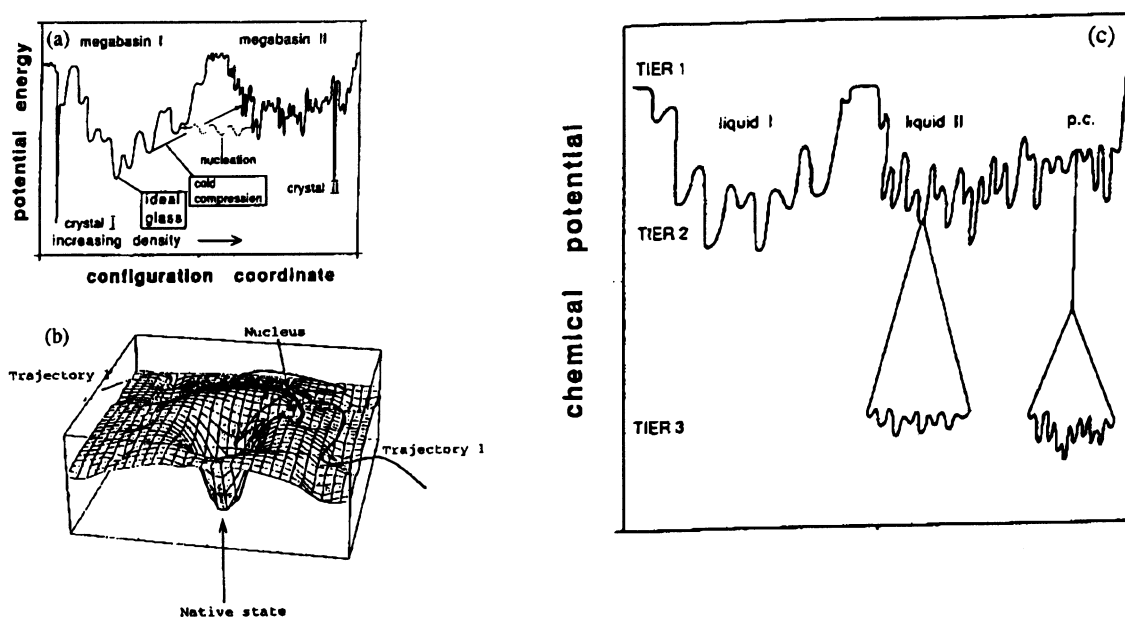 (a)
megabasin I
megabasin II
potential energy
nucleation
cold
compression
ideal
glass
crystal I
crystal II
increasing density
configuration coordinate
(b)
Nucleus
Trajectory
Trajectory 1
Native state
(c)
TIER 1
liquid I
liquid II
p.c.
TIER 2
chemical potential
TIER 3